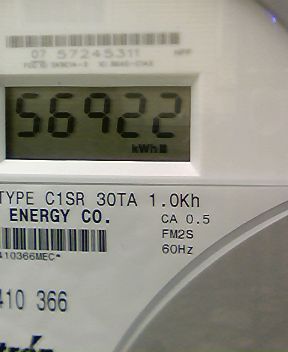 07 57245311
56922
kWh
TYPE C1SR 30TA 1.0Kh
ENERGY CO. CA 0.5
FM2S
60Hz
410366MEC*
410 366
tron